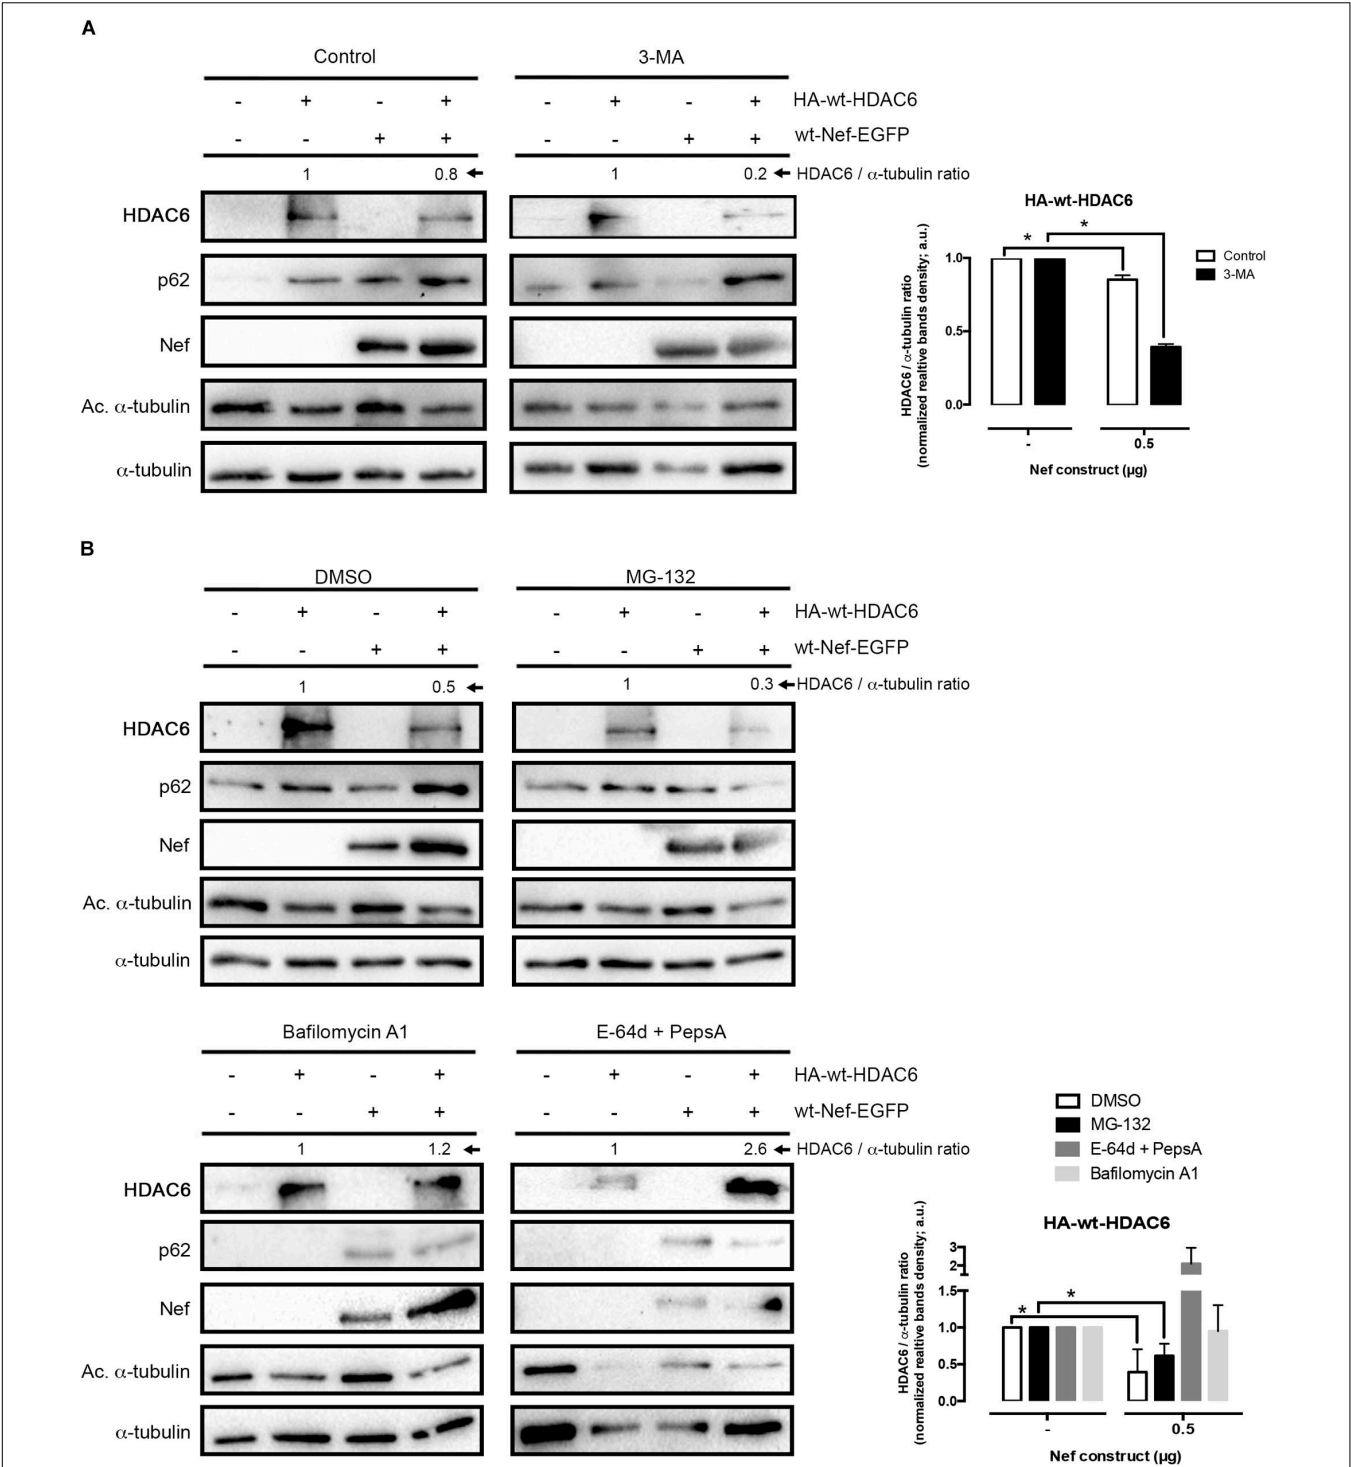 A
Control
- + - + HA-wt-HDAC6
- - + + wt-Nef-EGFP
1 0.8 HDAC6 / α-tubulin ratio
HDAC6
p62
Nef
Ac. α-tubulin
α-tubulin
3-MA
- + - +
- - + +
1 0.2
HA-wt-HDAC6
HDAC6 / α-tubulin ratio
(normalized realtive bands density; a.u.)
1.0
0.5
0.0
* *
- 0.5
Nef construct (µg)
Control
3-MA
B
DMSO
- + - + HA-wt-HDAC6
- - + + wt-Nef-EGFP
1 0.5 HDAC6 / α-tubulin ratio
HDAC6
p62
Nef
Ac. α-tubulin
α-tubulin
MG-132
- + - +
- - + +
1 0.3
Bafilomycin A1
- + - + HA-wt-HDAC6
- - + + wt-Nef-EGFP
1 1.2 HDAC6 / α-tubulin ratio
HDAC6
p62
Nef
Ac. α-tubulin
α-tubulin
E-64d + PepsA
- + - +
- - + +
1 2.6
DMSO
MG-132
E-64d + PepsA
Bafilomycin A1
HA-wt-HDAC6
HDAC6 / α-tubulin ratio
(normalized realtive bands density; a.u.)
3
2
1.5
1.0
0.5
0.0
* *
- 0.5
Nef construct (µg)